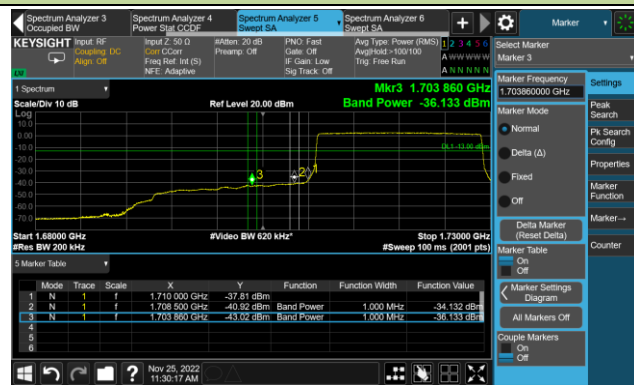 Spectrum Analyzer 3
Occupied BW
Spectrum Analyzer 4
Power Stat CCDF
Spectrum Analyzer 5
Swept SA
Spectrum Analyzer 6
Swept SA
Marker
KEYSIGHT
Input: RF
Coupling: DC
Align: Off
Input Z: 50 Ω
Corr CCorr
Freq Ref: Int (S)
NFE: Adaptive
#Atten: 20 dB
Preamp: Off
PNO: Fast
Gate: Off
IF Gain: Low
Sig Track: Off
Avg Type: Power (RMS)
Avg|Hold:>100/100
Trig: Free Run
1 2 3 4 5 6
A W W W W W
A N N N N N
Select Marker
Marker 3
1 Spectrum
Scale/Div 10 dB
Ref Level 20.00 dBm
Mkr3 1.703 860 GHz
Band Power -36.133 dBm
Log
10.0
0.00
-10.0
-20.0
-30.0
-40.0
-50.0
-60.0
-70.0
DL1 -13.00 dBm
3
2
1
Start 1.68000 GHz
#Res BW 200 kHz
#Video BW 620 kHz*
Stop 1.73000 GHz
#Sweep 100 ms (2001 pts)
5 Marker Table
Mode Trace Scale X Y Function Function Width Function Value
1 N 1 f 1.710 000 GHz -37.81 dBm
2 N 1 f 1.708 500 GHz -40.92 dBm Band Power 1.000 MHz -34.132 dBm
3 N 1 f 1.703 860 GHz -43.02 dBm Band Power 1.000 MHz -36.133 dBm
4
5
6
Marker Frequency
1.703860000 GHz
Marker Mode
Normal
Delta (Δ)
Fixed
Off
Delta Marker
(Reset Delta)
Marker Table
On
Off
Marker Settings
Diagram
All Markers Off
Couple Markers
On
Off
Settings
Peak
Search
Pk Search
Config
Properties
Marker
Function
Marker→
Counter
Nov 25, 2022
11:30:17 AM